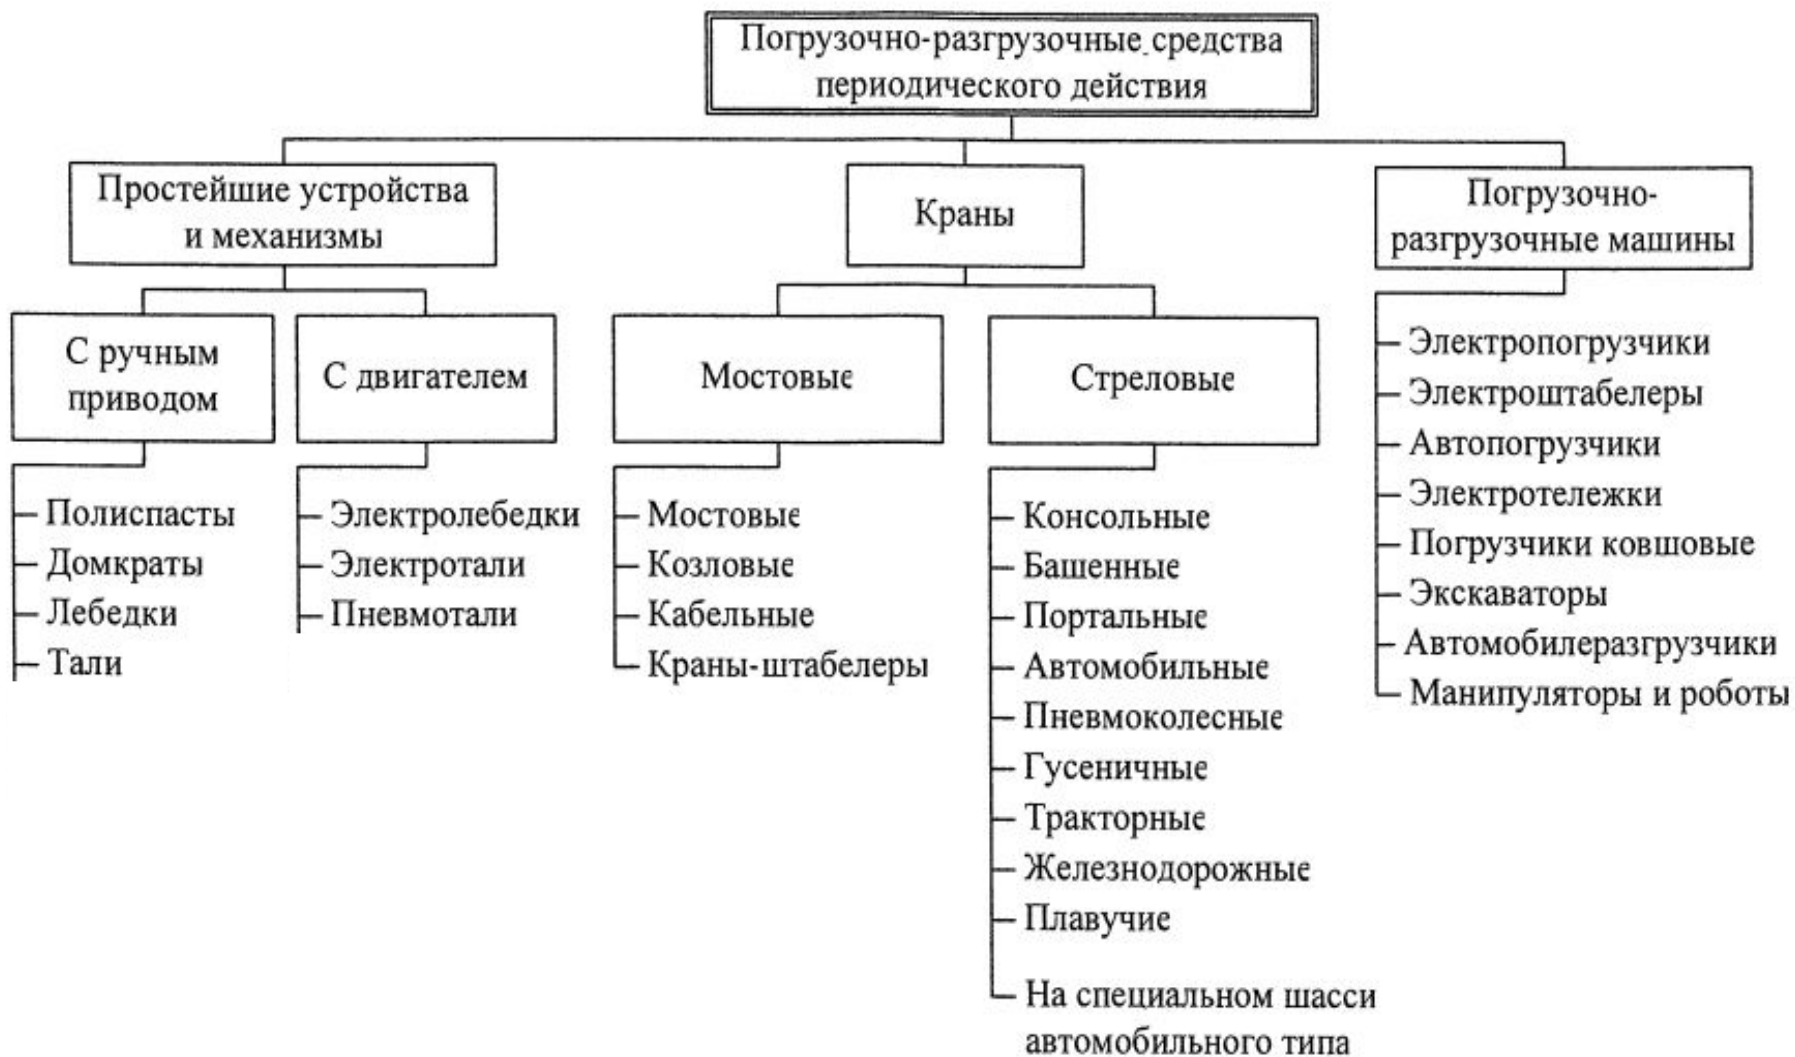 Погрузочно-разгрузочные средства
периодического действия
Простейшие устройства
и механизмы
Краны
Погрузочно-
разгрузочные машины
С ручным
приводом
С двигателем
Мостовые
Стреловые
Полиспасты
Домкраты
Лебедки
Тали
Электролебедки
Электротали
Пневмотали
Мостовые
Козловые
Кабельные
Краны-штабелеры
Консольные
Башенные
Портальные
Автомобильные
Пневмоколесные
Гусеничные
Тракторные
Железнодорожные
Плавучие
На специальном шасси
автомобильного типа
Электропогрузчики
Электроштабелеры
Автопогрузчики
Электротележки
Погрузчики ковшовые
Экскаваторы
Автомобилеразгрузчики
Манипуляторы и роботы